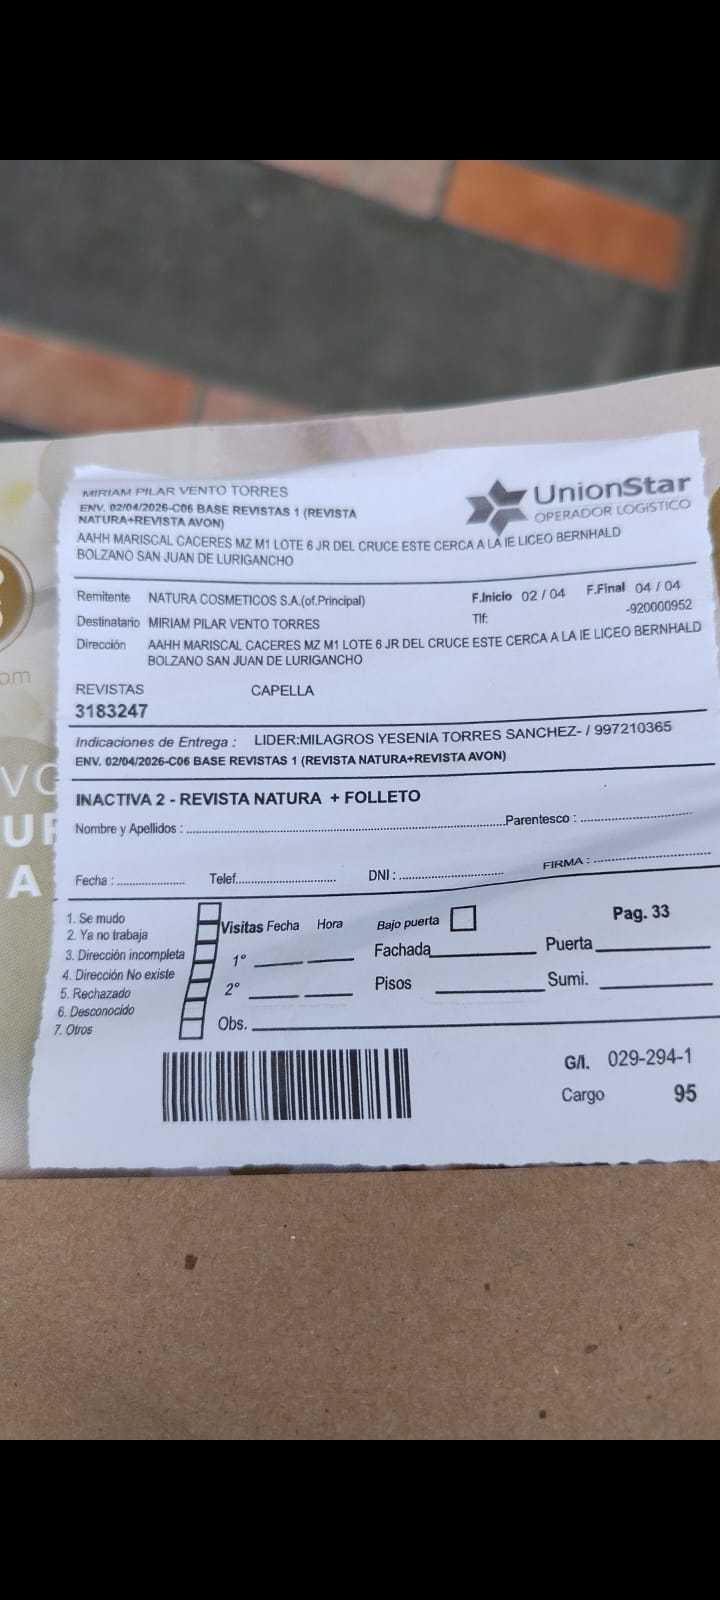 MIRIAM PILAR VENTO TORRES
ENV. 02/04/2026-C06 BASE REVISTAS 1 (REVISTA
NATURA+REVISTA AVON)
AAHH MARISCAL CACERES MZ M1 LOTE 6 JR DEL CRUCE ESTE CERCA A LA IE LICEO BERNHALD
BOLZANO SAN JUAN DE LURIGANCHO
UnionStar
OPERADOR LOGÍSTICO
Remitente NATURA COSMETICOS S.A.(of.Principal) F.Inicio 02 / 04 F.Final 04 / 04
Destinatario MIRIAM PILAR VENTO TORRES Tlf: -920000952
Dirección AAHH MARISCAL CACERES MZ M1 LOTE 6 JR DEL CRUCE ESTE CERCA A LA IE LICEO BERNHALD
BOLZANO SAN JUAN DE LURIGANCHO
REVISTAS CAPELLA
3183247
Indicaciones de Entrega : LIDER:MILAGROS YESENIA TORRES SANCHEZ- / 997210365
ENV. 02/04/2026-C06 BASE REVISTAS 1 (REVISTA NATURA+REVISTA AVON)
INACTIVA 2 - REVISTA NATURA + FOLLETO
Nombre y Apellidos : Parentesco :
Fecha : Telef. DNI : FIRMA :
1. Se mudo
2. Ya no trabaja
3. Dirección incompleta
4. Dirección No existe
5. Rechazado
6. Desconocido
7. Otros
Visitas Fecha Hora Bajo puerta Pag. 33
1° Fachada Puerta
2° Pisos Sumi.
Obs.
G/I. 029-294-1
Cargo 95